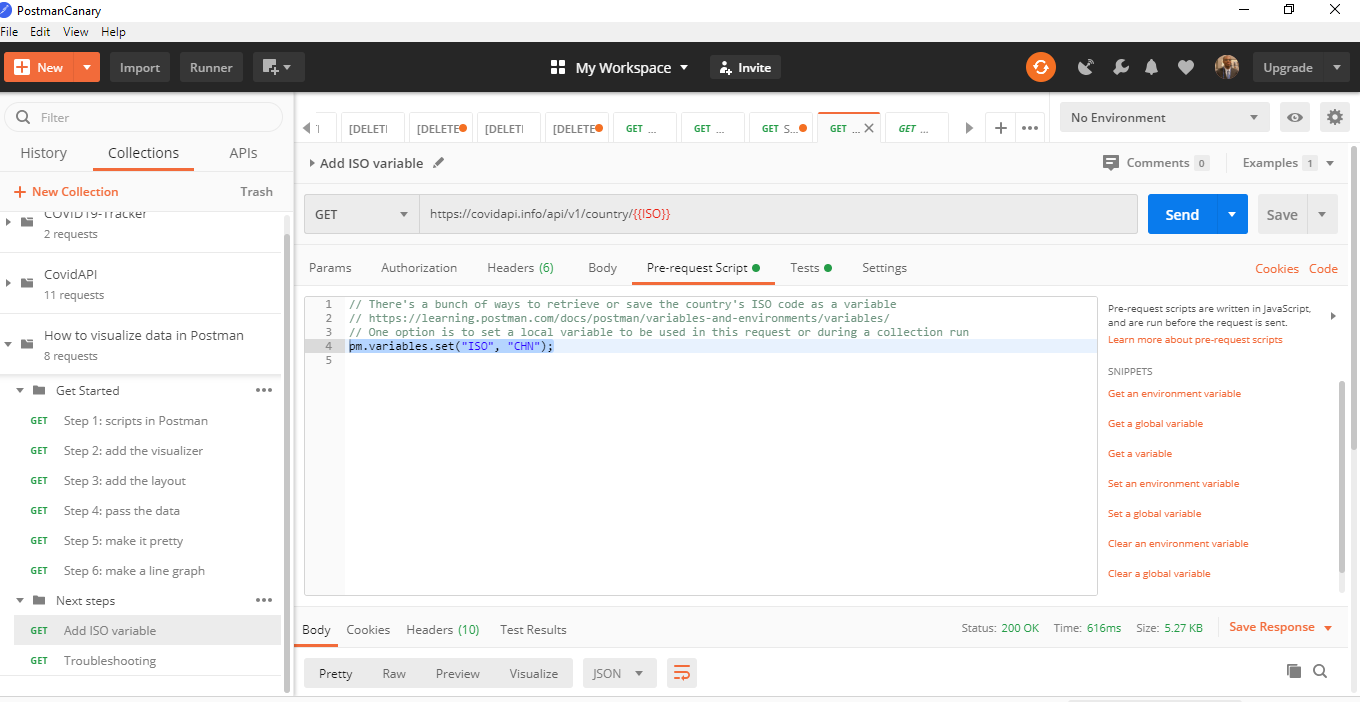 PostmanCanary
File Edit View Help
New Import Runner My Workspace Invite Upgrade
Filter
History Collections APIs
New Collection Trash
COVID19-Tracker
2 requests
CovidAPI
11 requests
How to visualize data in Postman
8 requests
Get Started
GET Step 1: scripts in Postman
GET Step 2: add the visualizer
GET Step 3: add the layout
GET Step 4: pass the data
GET Step 5: make it pretty
GET Step 6: make a line graph
Next steps
GET Add ISO variable
GET Troubleshooting
[DELETI [DELETE [DELETI [DELETE GET ... GET ... GET S... GET ... GET ...
No Environment
Add ISO variable
Comments 0 Examples 1
GET https://covidapi.info/api/v1/country/{{ISO}} Send Save
Params Authorization Headers (6) Body Pre-request Script Tests Settings Cookies Code
1 // There's a bunch of ways to retrieve or save the country's ISO code as a variable
2 // https://learning.postman.com/docs/postman/variables-and-environments/variables/
3 // One option is to set a local variable to be used in this request or during a collection run
4 pm.variables.set("ISO", "CHN");
5
Pre-request scripts are written in JavaScript,
and are run before the request is sent.
Learn more about pre-request scripts
SNIPPETS
Get an environment variable
Get a global variable
Get a variable
Set an environment variable
Set a global variable
Clear an environment variable
Clear a global variable
Body Cookies Headers (10) Test Results Status: 200 OK Time: 616ms Size: 5.27 KB Save Response
Pretty Raw Preview Visualize JSON